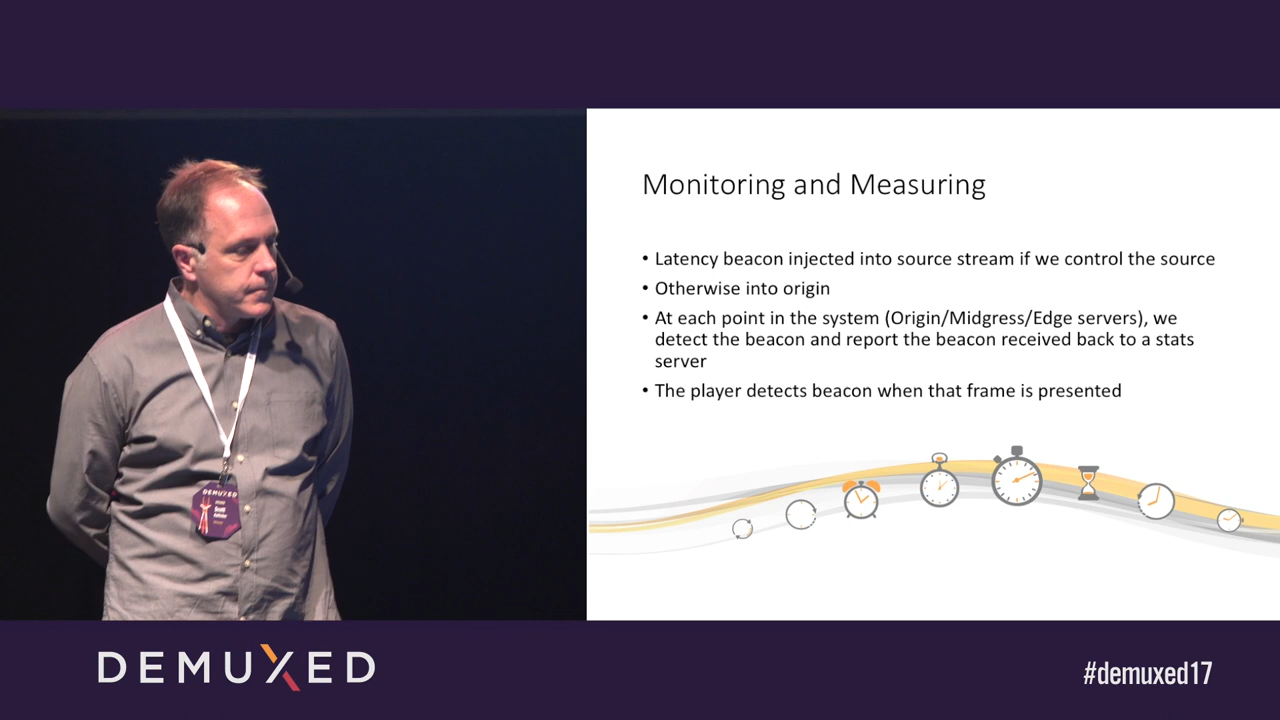 Monitoring and Measuring
• Latency beacon injected into source stream if we control the source
• Otherwise into origin
• At each point in the system (Origin/Midgress/Edge servers), we
detect the beacon and report the beacon received back to a stats
server
• The player detects beacon when that frame is presented
DEMUXED
Scott
DEMUXED
#demuxed17